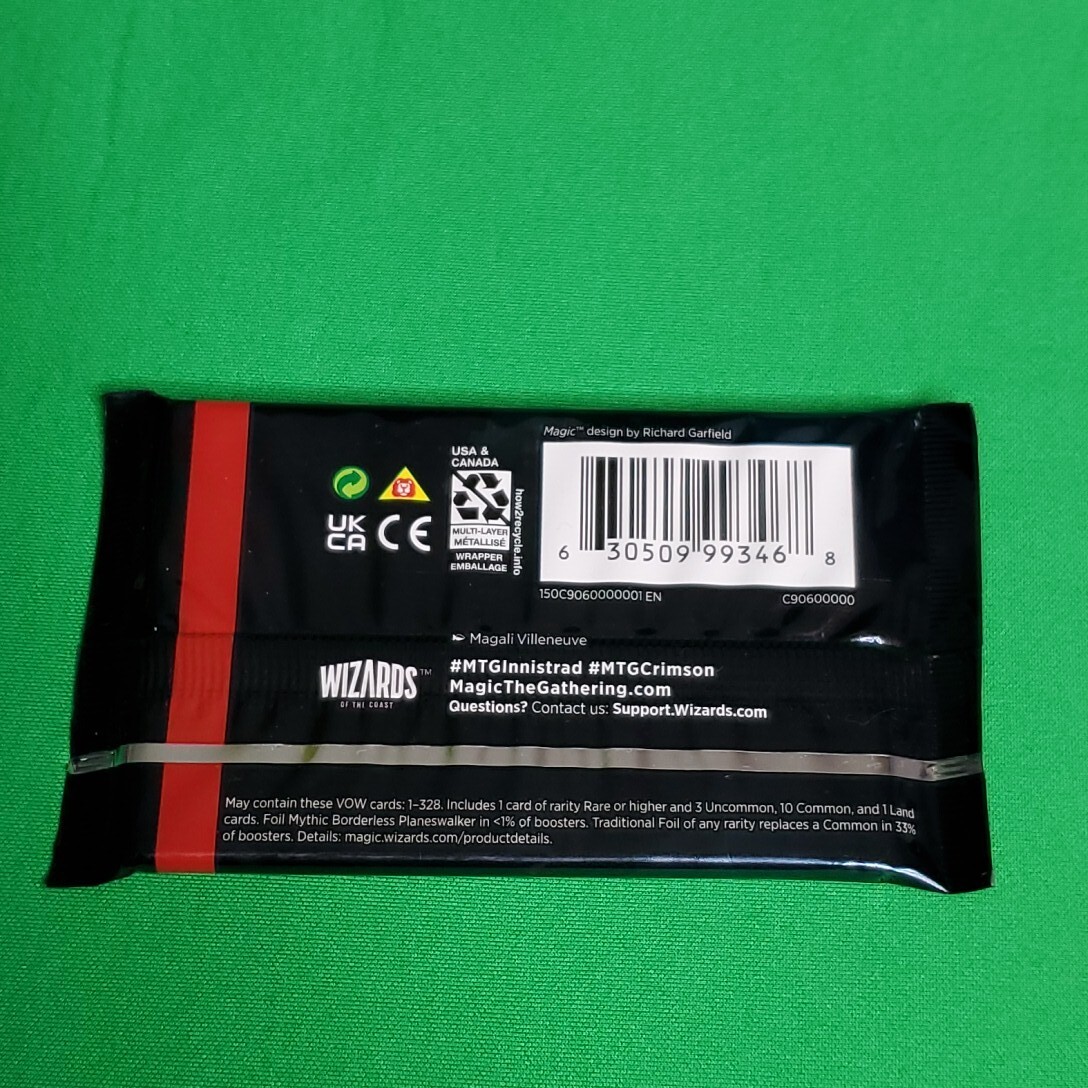 Magic™ design by Richard Garfield
USA &
CANADA
MULTI-LAYER
MÉTALLISÉ
WRAPPER
EMBALLAGE
how2recycle.info
UK
CA
CE
6 30509 99346 8
150C9060000001 EN
C90600000
Magali Villeneuve
WIZARDS™
OF THE COAST
#MTGInnistrad #MTGCrimson
MagicTheGathering.com
Questions? Contact us: Support.Wizards.com
May contain these VOW cards: 1–328. Includes 1 card of rarity Rare or higher and 3 Uncommon, 10 Common, and 1 Land
cards. Foil Mythic Borderless Planeswalker in <1% of boosters. Traditional Foil of any rarity replaces a Common in 33%
of boosters. Details: magic.wizards.com/productdetails.